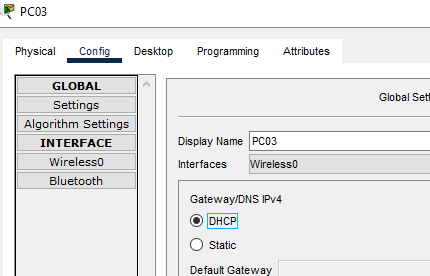 PC03
Physical Config Desktop Programming Attributes
GLOBAL
Settings
Algorithm Settings
INTERFACE
Wireless0
Bluetooth
Global Sett
Display Name PC03
Interfaces Wireless0
Gateway/DNS IPv4
DHCP
Static
Default Gateway